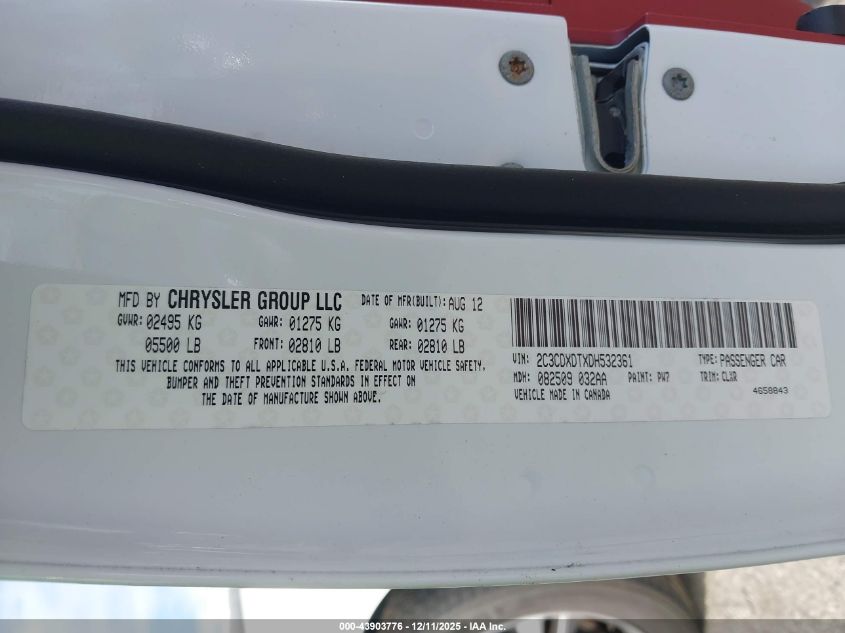 MFD BY CHRYSLER GROUP LLC DATE OF MFR(BUILT): AUG 12
GVWR: 02495 KG GAWR: 01275 KG GAWR: 01275 KG
05500 LB FRONT: 02810 LB REAR: 02810 LB
THIS VEHICLE CONFORMS TO ALL APPLICABLE U.S.A. FEDERAL MOTOR VEHICLE SAFETY,
BUMPER AND THEFT PREVENTION STANDARDS IN EFFECT ON
THE DATE OF MANUFACTURE SHOWN ABOVE.
VIN: 2C3CDXDTXDH532361 TYPE: PASSENGER CAR
MDH: 082509 032AA PAINT: PW7 TRIM: CLXR
VEHICLE MADE IN CANADA 4658843
000-43903776 - 12/11/2025 - IAA Inc.